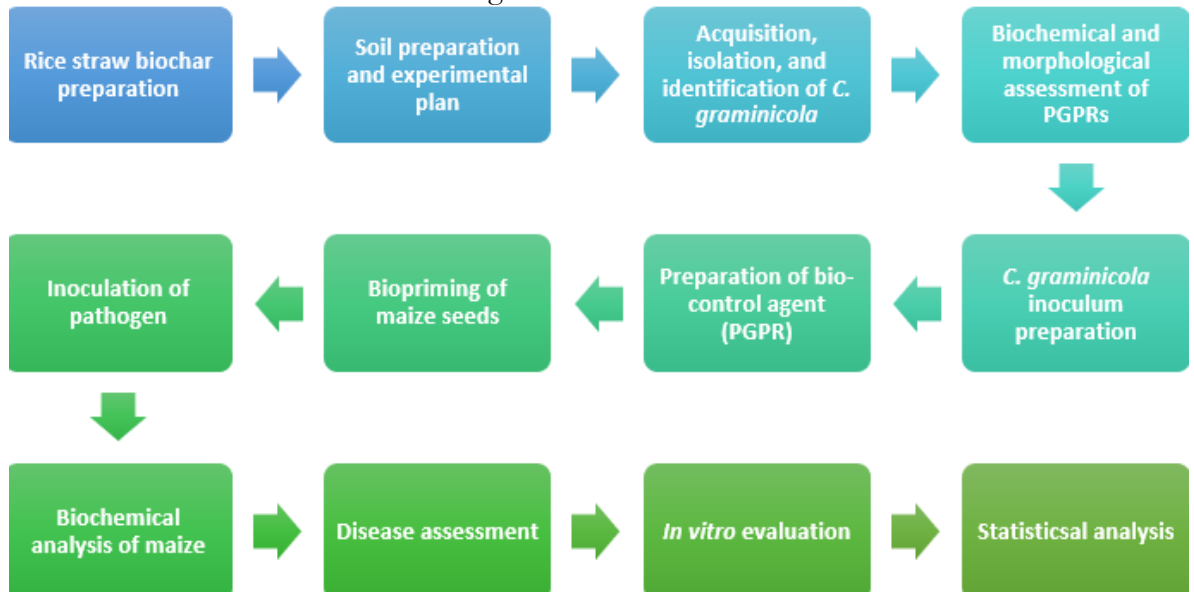 Rice straw biochar
preparation
Soil preparation
and experimental
plan
Acquisition,
isolation, and
identification of C.
graminicola
Biochemical and
morphological
assessment of
PGPRs
C. graminicola
inoculum
preparation
Preparation of bio-
control agent
(PGPR)
Biopriming of
maize seeds
Inoculation of
pathogen
Biochemical
analysis of maize
Disease assessment
In vitro evaluation
Statisticsal analysis